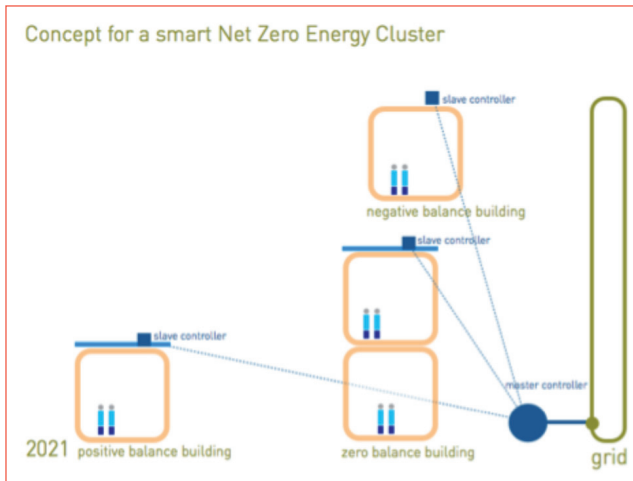 Concept for a smart Net Zero Energy Cluster
slave controller
negative balance building
slave controller
slave controller
master controller
2021 positive balance building
zero balance building
grid